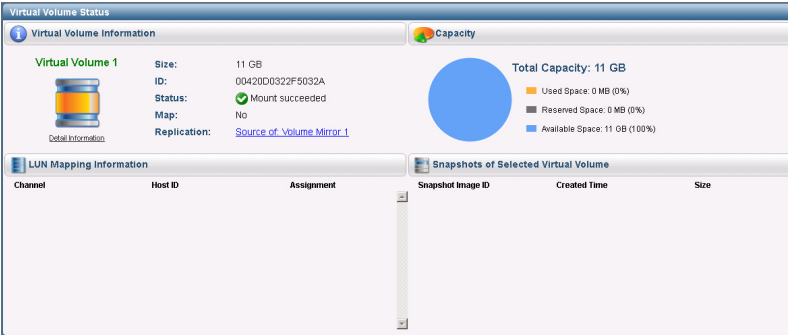 Virtual Volume Status
Virtual Volume Information
Virtual Volume 1
Detail Information
Size: 11 GB
ID: 00420D0322F5032A
Status: Mount succeeded
Map: No
Replication: Source of: Volume Mirror 1
Capacity
Total Capacity: 11 GB
Used Space: 0 MB (0%)
Reserved Space: 0 MB (0%)
Available Space: 11 GB (100%)
LUN Mapping Information
Channel Host ID Assignment
Snapshots of Selected Virtual Volume
Snapshot Image ID Created Time Size